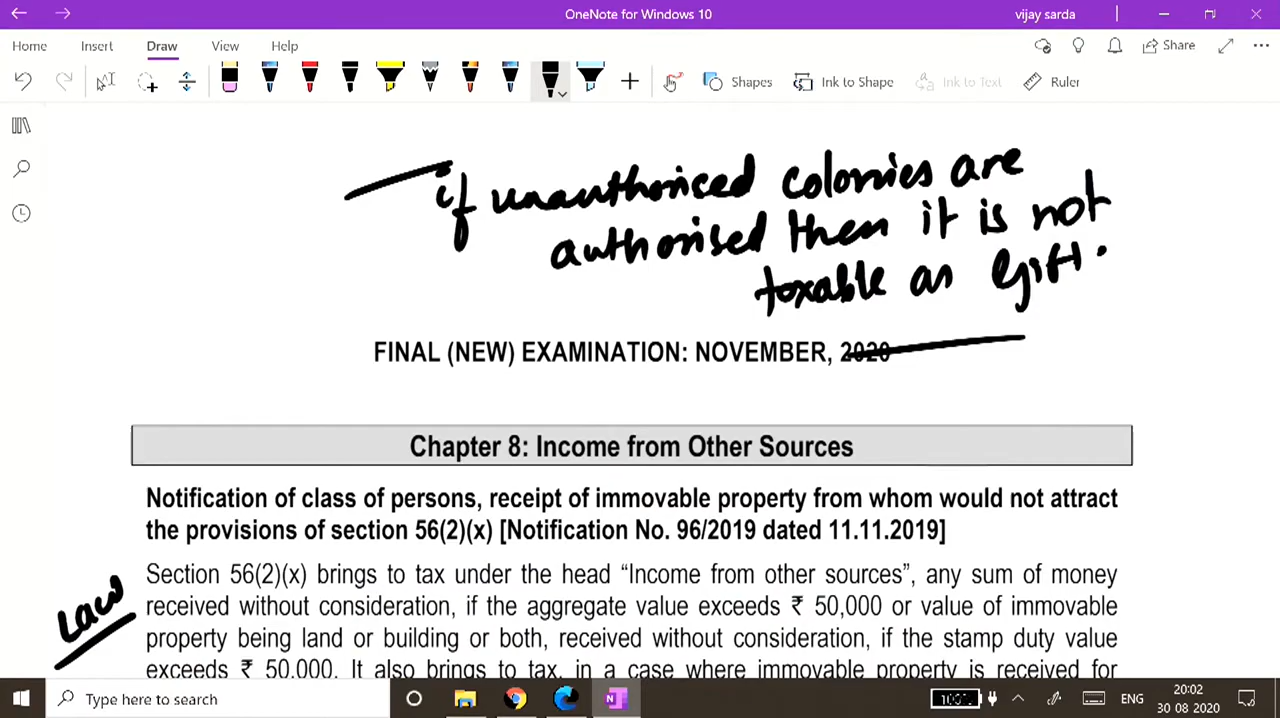 OneNote for Windows 10
vijay sarda
Home Insert Draw View Help
Share
Shapes Ink to Shape Ink to Text Ruler
if unauthorised colonies are
authorised then it is not
taxable as Gift.
FINAL (NEW) EXAMINATION: NOVEMBER, 2020
Chapter 8: Income from Other Sources
Notification of class of persons, receipt of immovable property from whom would not attract
the provisions of section 56(2)(x) [Notification No. 96/2019 dated 11.11.2019]
Law
Section 56(2)(x) brings to tax under the head “Income from other sources”, any sum of money
received without consideration, if the aggregate value exceeds ₹ 50,000 or value of immovable
property being land or building or both, received without consideration, if the stamp duty value
exceeds ₹ 50,000. It also brings to tax, in a case where immovable property is received for
Type here to search
100%
ENG
20:02
30-08-2020